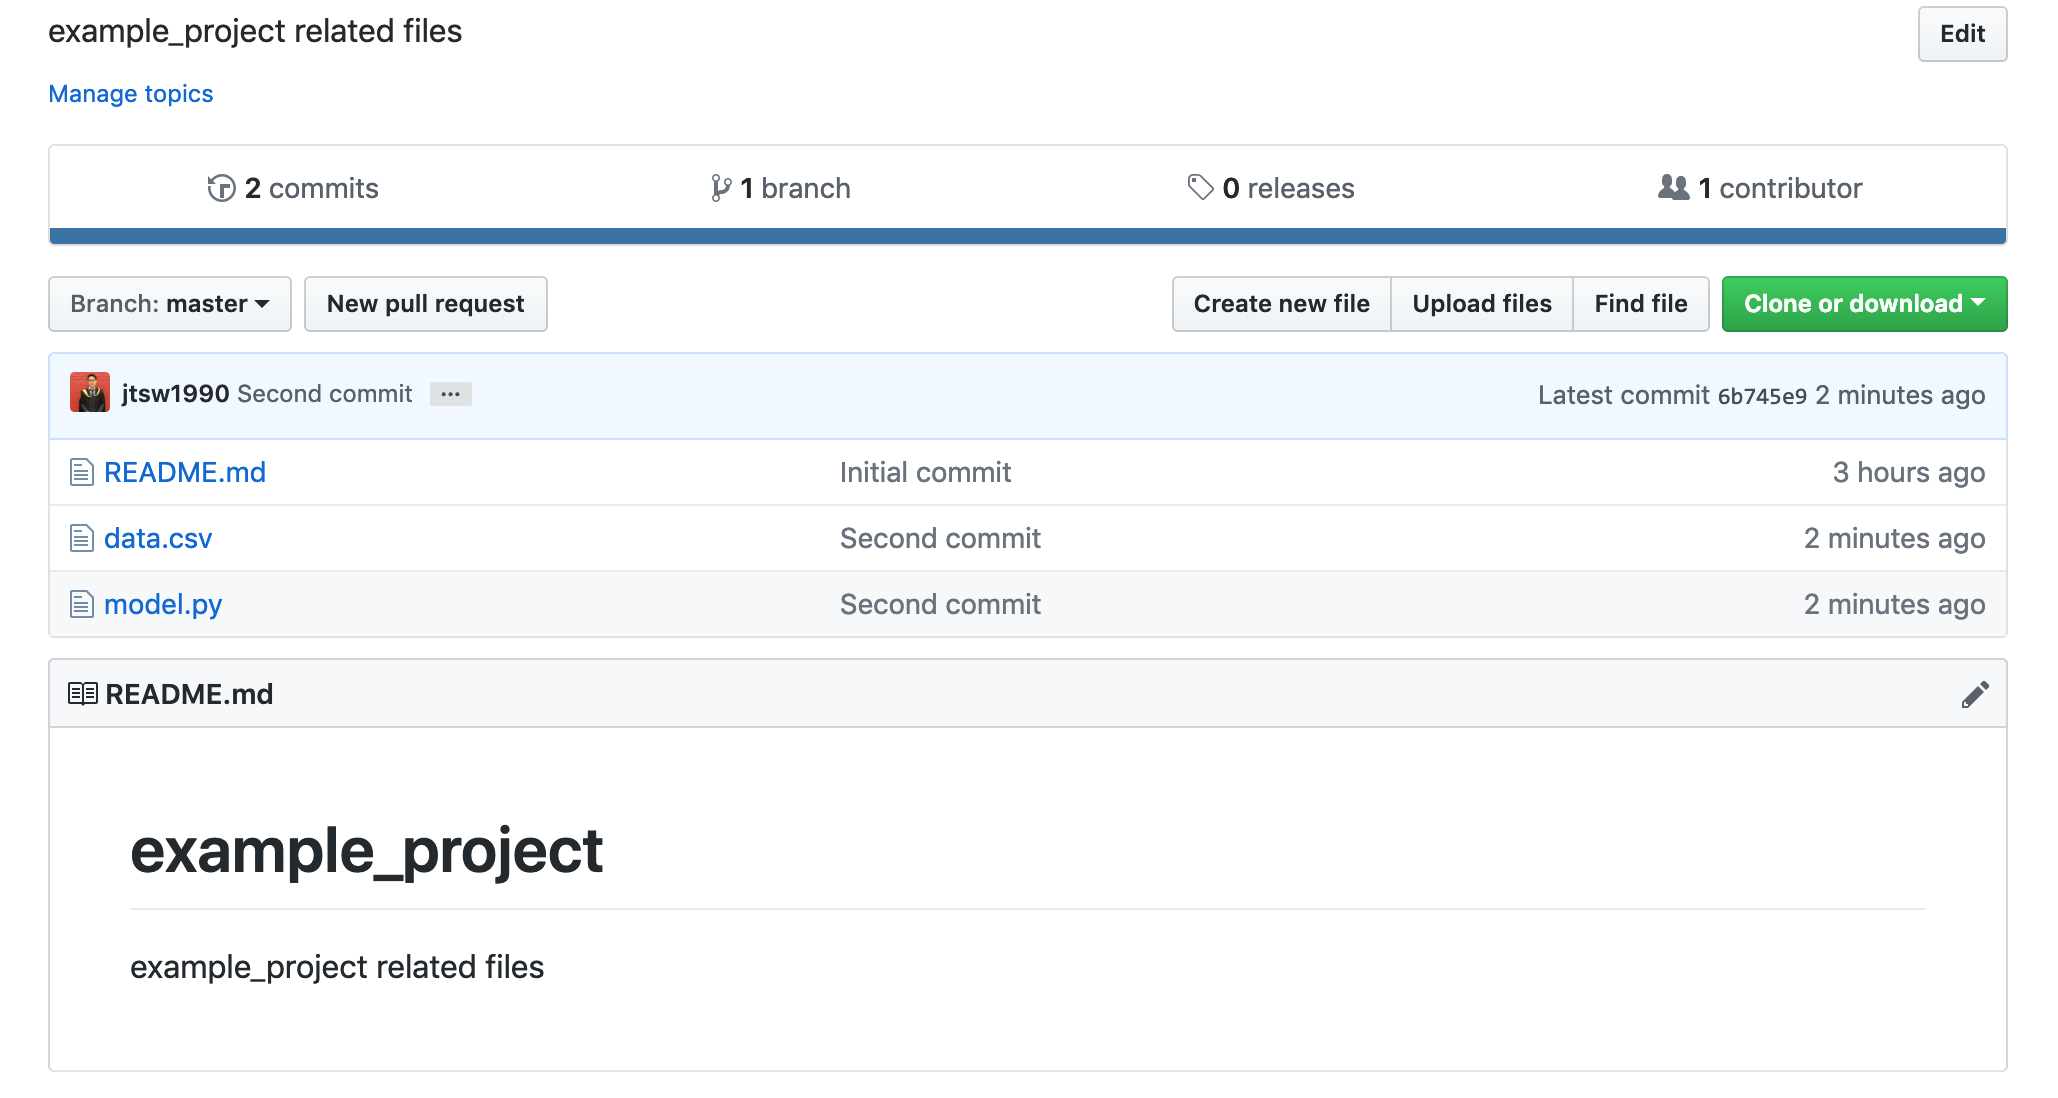 example_project related files
Edit
Manage topics
2 commits
1 branch
0 releases
1 contributor
Branch: master
New pull request
Create new file
Upload files
Find file
Clone or download
jtsw1990 Second commit ...
Latest commit 6b745e9 2 minutes ago
README.md Initial commit 3 hours ago
data.csv Second commit 2 minutes ago
model.py Second commit 2 minutes ago
README.md
example_project
example_project related files